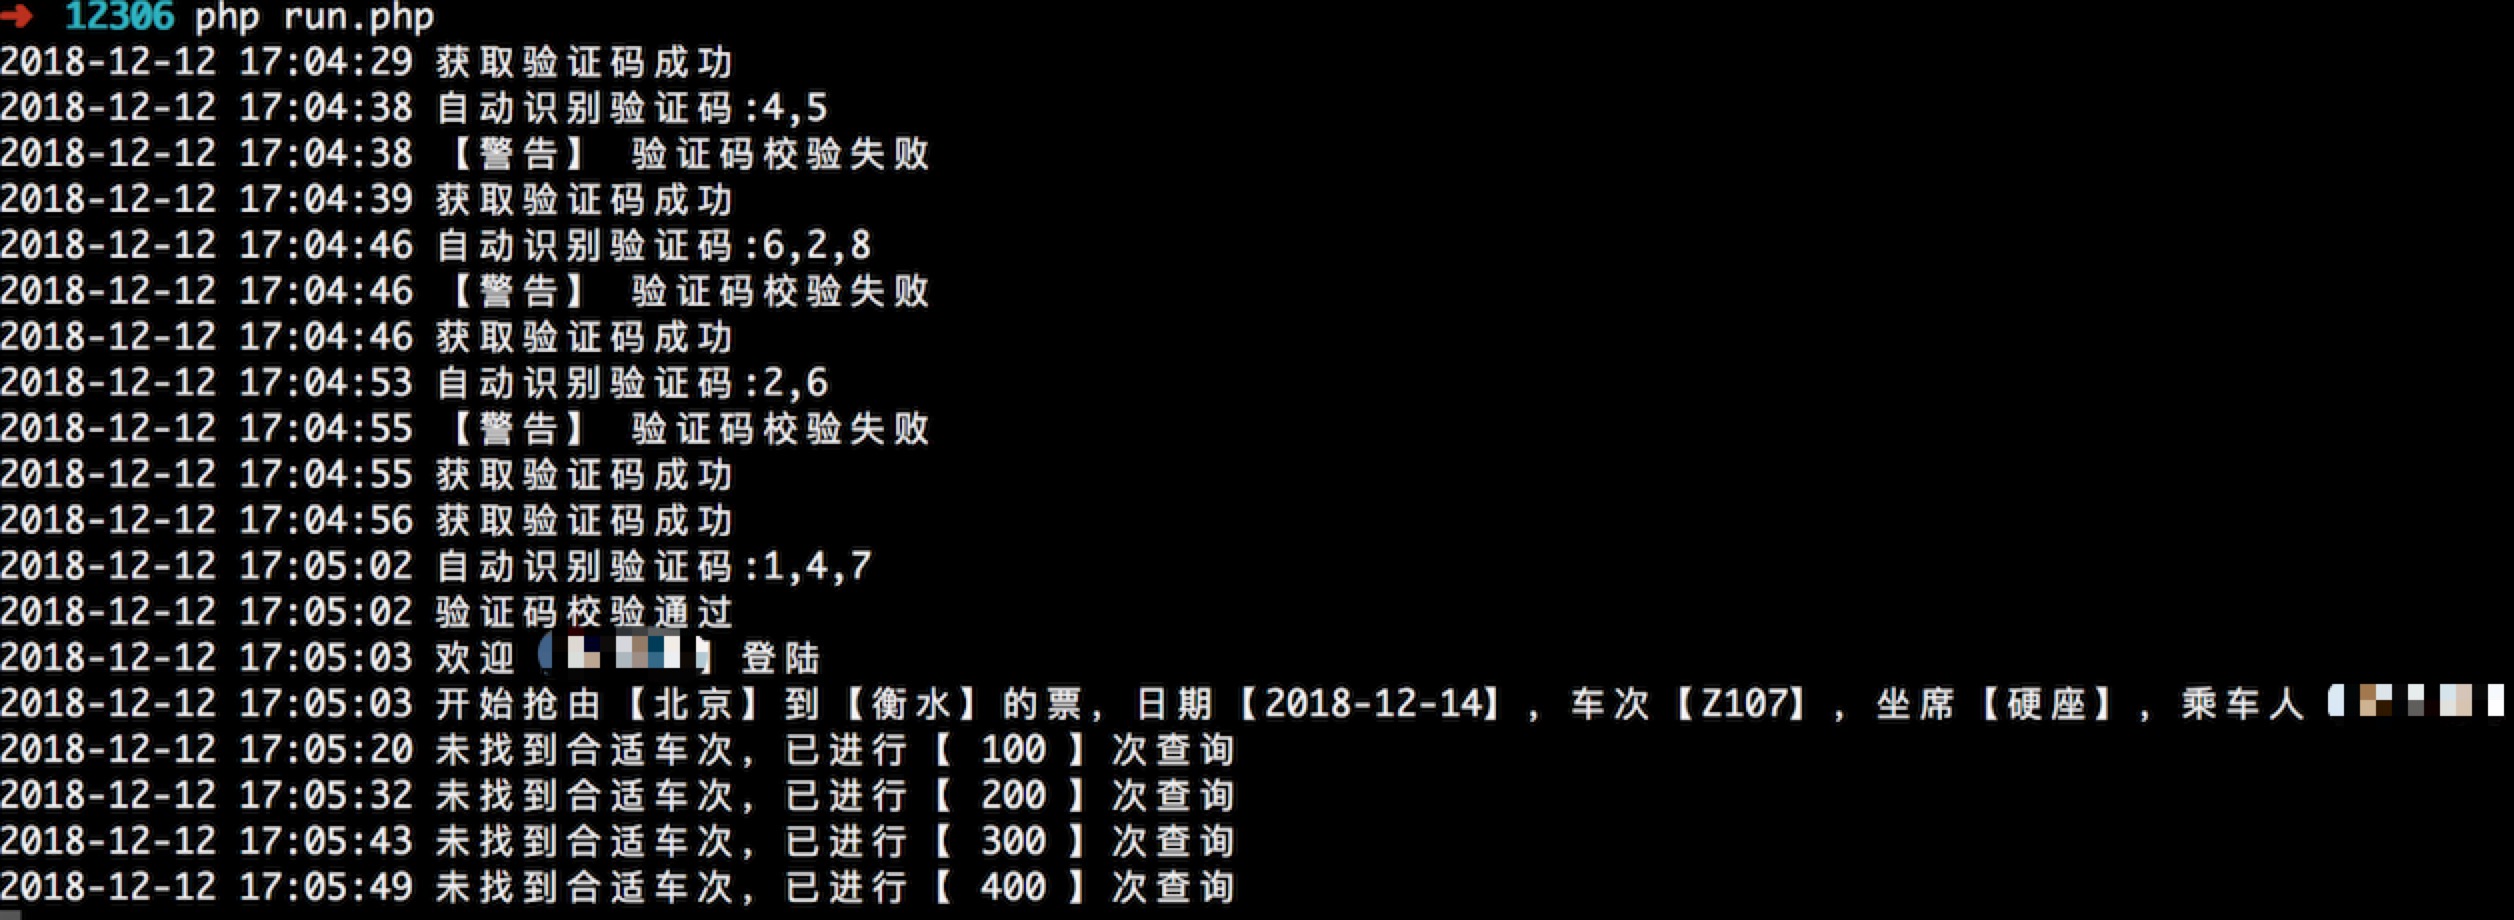 ➜ 12306 php run.php
2018-12-12 17:04:29 获取验证码成功
2018-12-12 17:04:38 自动识别验证码:4,5
2018-12-12 17:04:38 【警告】 验证码校验失败
2018-12-12 17:04:39 获取验证码成功
2018-12-12 17:04:46 自动识别验证码:6,2,8
2018-12-12 17:04:46 【警告】 验证码校验失败
2018-12-12 17:04:46 获取验证码成功
2018-12-12 17:04:53 自动识别验证码:2,6
2018-12-12 17:04:55 【警告】 验证码校验失败
2018-12-12 17:04:55 获取验证码成功
2018-12-12 17:04:56 获取验证码成功
2018-12-12 17:05:02 自动识别验证码:1,4,7
2018-12-12 17:05:02 验证码校验通过
2018-12-12 17:05:03 欢迎 】 登陆
2018-12-12 17:05:03 开始抢由【北京】到【衡水】的票，日期【2018-12-14】，车次【Z107】，坐席【硬座】，乘车人
2018-12-12 17:05:20 未找到合适车次，已进行【 100 】次查询
2018-12-12 17:05:32 未找到合适车次，已进行【 200 】次查询
2018-12-12 17:05:43 未找到合适车次，已进行【 300 】次查询
2018-12-12 17:05:49 未找到合适车次，已进行【 400 】次查询